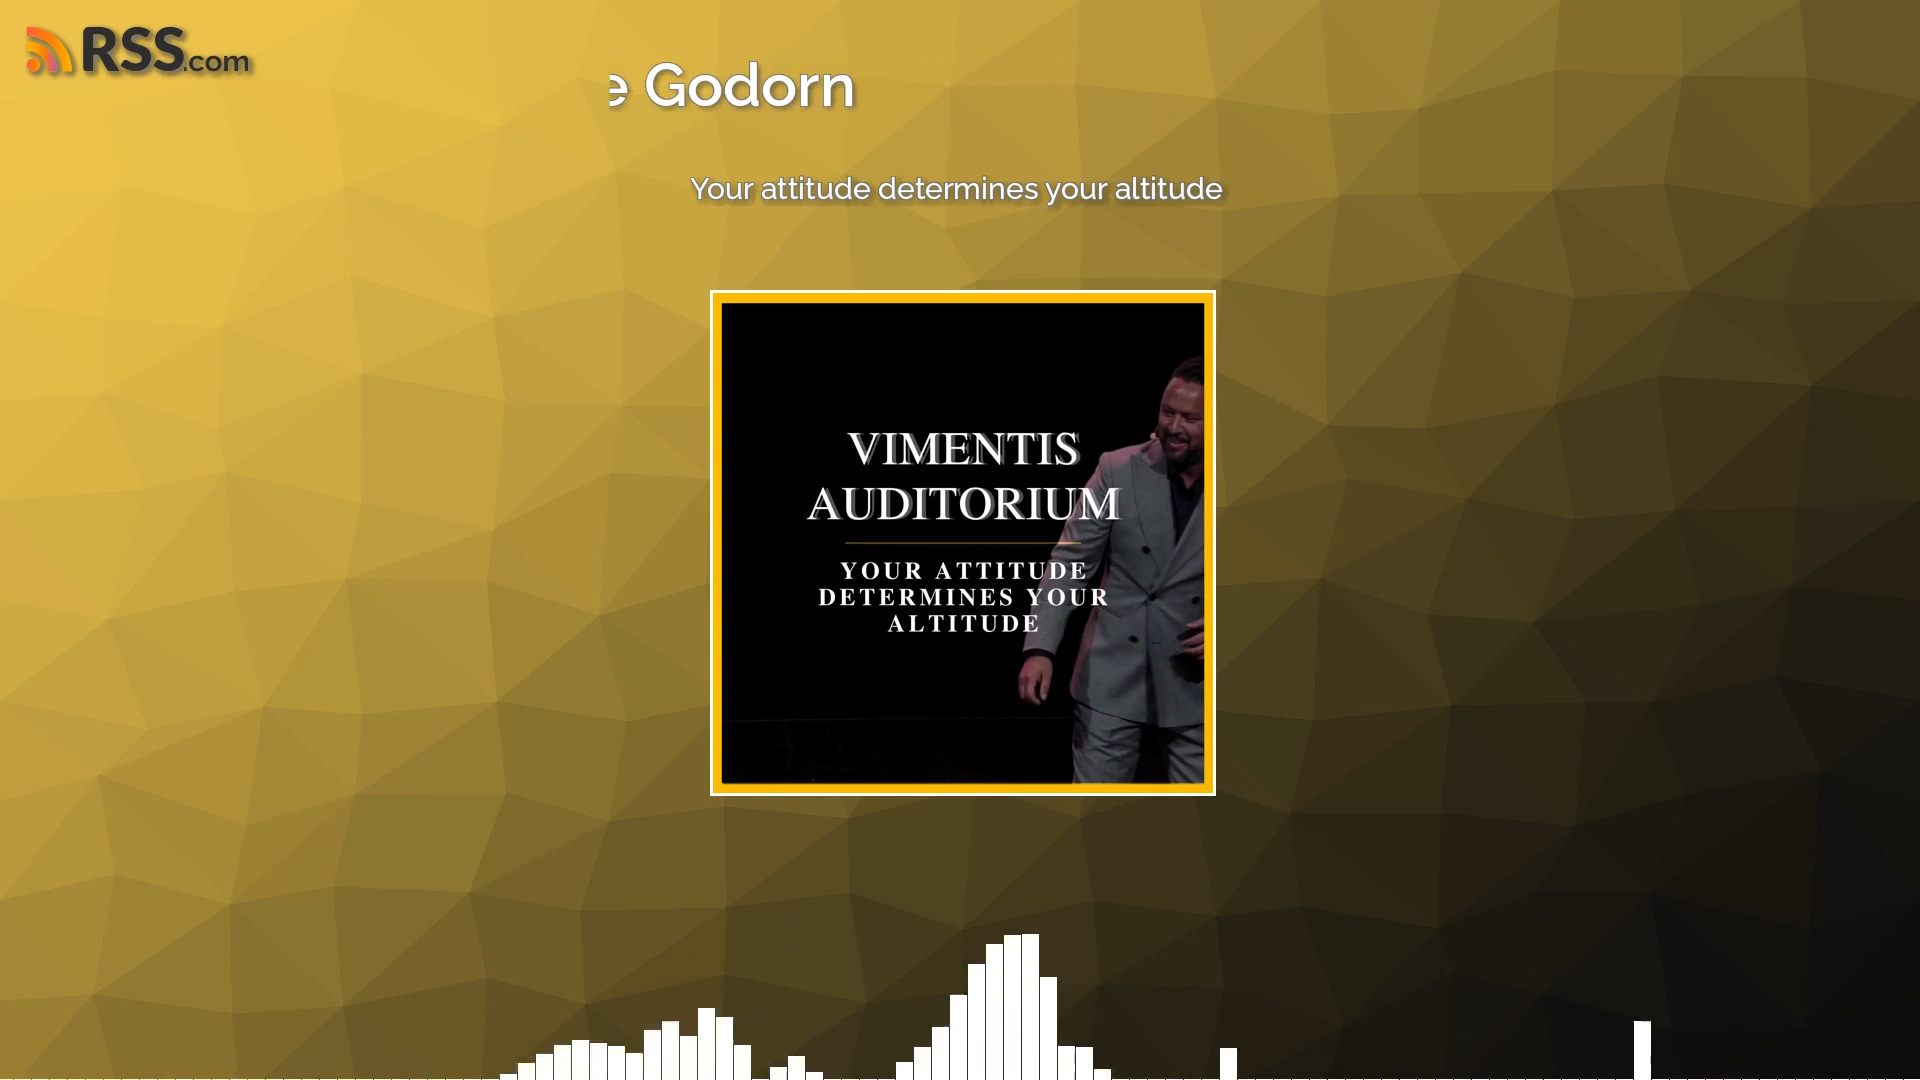 RSS.com
Godorn
Your attitude determines your altitude
VIMENTIS
AUDITORIUM
YOUR ATTITUDE
DETERMINES YOUR
ALTITUDE